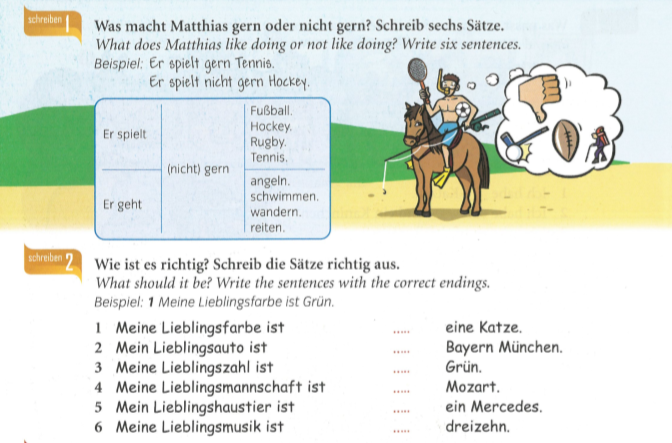 schreiben 1
Was macht Matthias gern oder nicht gern? Schreib sechs Sätze.
What does Matthias like doing or not like doing? Write six sentences.
Beispiel: Er spielt gern Tennis.
Er spielt nicht gern Hockey.
Er spielt
(nicht) gern
Fußball.
Hockey.
Rugby.
Tennis.
Er geht
angeln.
schwimmen.
wandern.
reiten.
schreiben 2
Wie ist es richtig? Schreib die Sätze richtig aus.
What should it be? Write the sentences with the correct endings.
Beispiel: 1 Meine Lieblingsfarbe ist Grün.
1 Meine Lieblingsfarbe ist ..... eine Katze.
2 Mein Lieblingsauto ist ..... Bayern München.
3 Meine Lieblingszahl ist ..... Grün.
4 Meine Lieblingsmannschaft ist ..... Mozart.
5 Mein Lieblingshaustier ist ..... ein Mercedes.
6 Meine Lieblingsmusik ist ..... dreizehn.